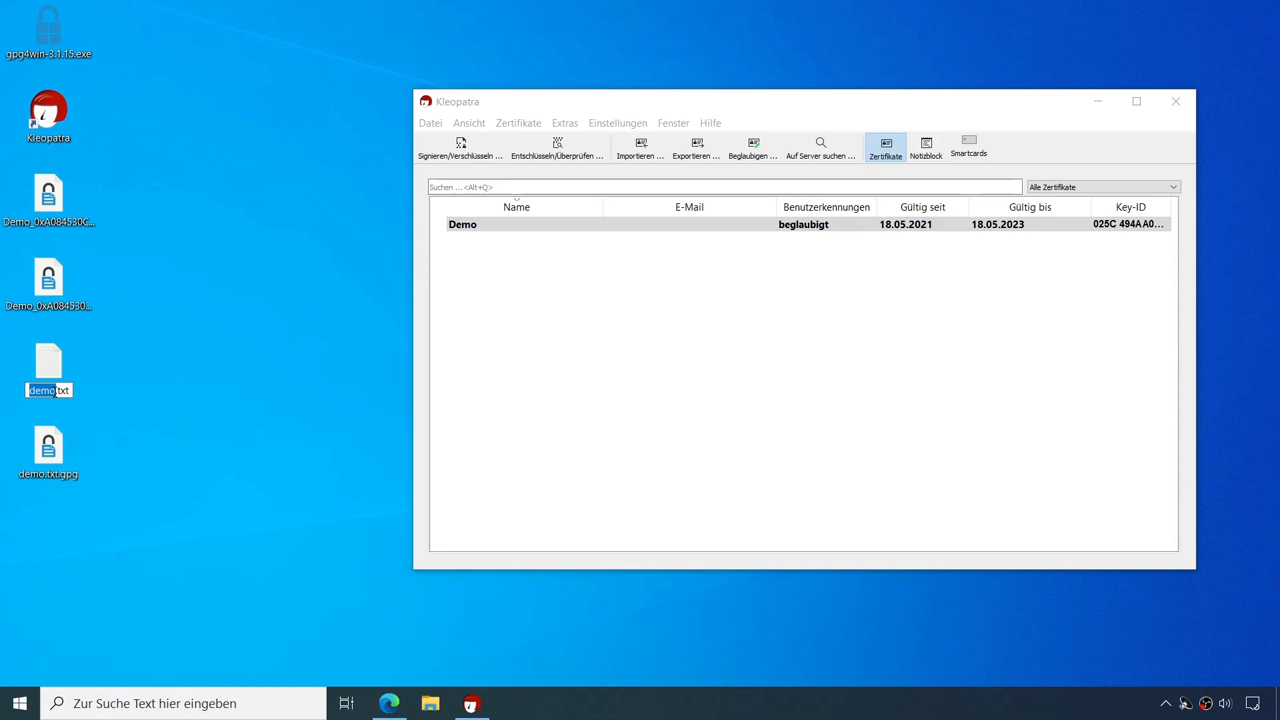 gpg4win-3.1.15.exe
Kleopatra
Demo_0xA084530C...
Demo_0xA084530...
demo.txt
demo.txt.gpg
Kleopatra
Datei Ansicht Zertifikate Extras Einstellungen Fenster Hilfe
Signieren/Verschlüsseln ... Entschlüsseln/Überprüfen ... Importieren ... Exportieren ... Beglaubigen ... Auf Server suchen ... Zertifikate Notizblock Smartcards
Suchen ... <Alt+Q> Alle Zertifikate
Name E-Mail Benutzerkennungen Gültig seit Gültig bis Key-ID
Demo beglaubigt 18.05.2021 18.05.2023 025C 494A A0...
Zur Suche Text hier eingeben